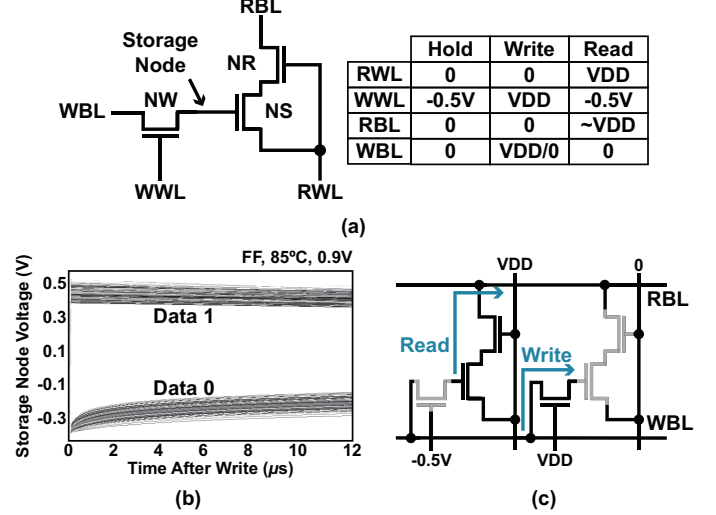 RBL
Storage
Node
NR
WBL
NW
NS
WWL
RWL
Hold Write Read
RWL 0 0 VDD
WWL -0.5V VDD -0.5V
RBL 0 0 ~VDD
WBL 0 VDD/0 0
(a)
FF, 85ºC, 0.9V
Storage Node Voltage (V)
0.5
0.3
0.1
-0.1
-0.3
Data 1
Data 0
0 2 4 6 8 10 12
Time After Write (µs)
(b)
VDD 0
RBL
Read
Write
WBL
-0.5V VDD
(c)